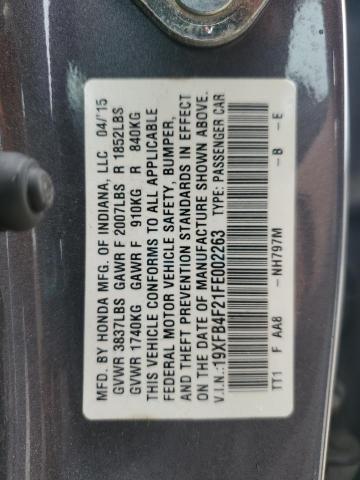 MFD. BY HONDA MFG. OF INDIANA, LLC 04/'15
GVWR 3837LBS GAWR F 2007LBS R 1852LBS
GVWR 1740KG GAWR F 910KG R 840KG
THIS VEHICLE CONFORMS TO ALL APPLICABLE
FEDERAL MOTOR VEHICLE SAFETY, BUMPER,
AND THEFT PREVENTION STANDARDS IN EFFECT
ON THE DATE OF MANUFACTURE SHOWN ABOVE.
V.I.N.:19XFB4F21FE002263 TYPE: PASSENGER CAR
TT1 F AA8 - NH797M - B - E